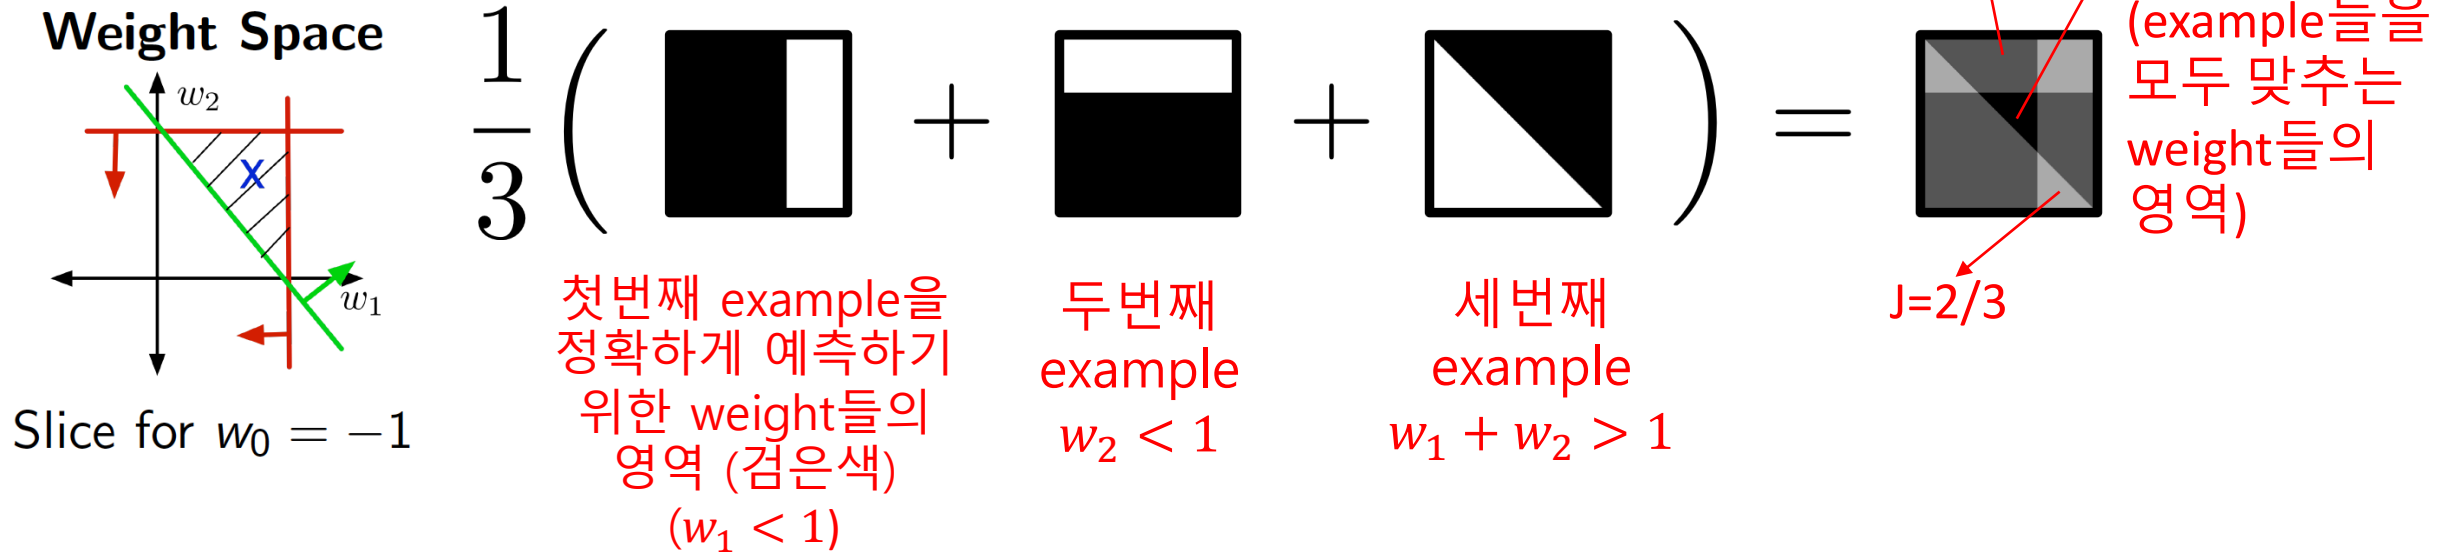 Weight Space
w₂
X
w₁
Slice for w₀ = −1
1/3 ( + + ) =
첫번째 example을
정확하게 예측하기
위한 weight들의
영역 (검은색)
(w₁ < 1)
두번째
example
w₂ < 1
세번째
example
w₁ + w₂ > 1
(example들을
모두 맞추는
weight들의
영역)
J=2/3